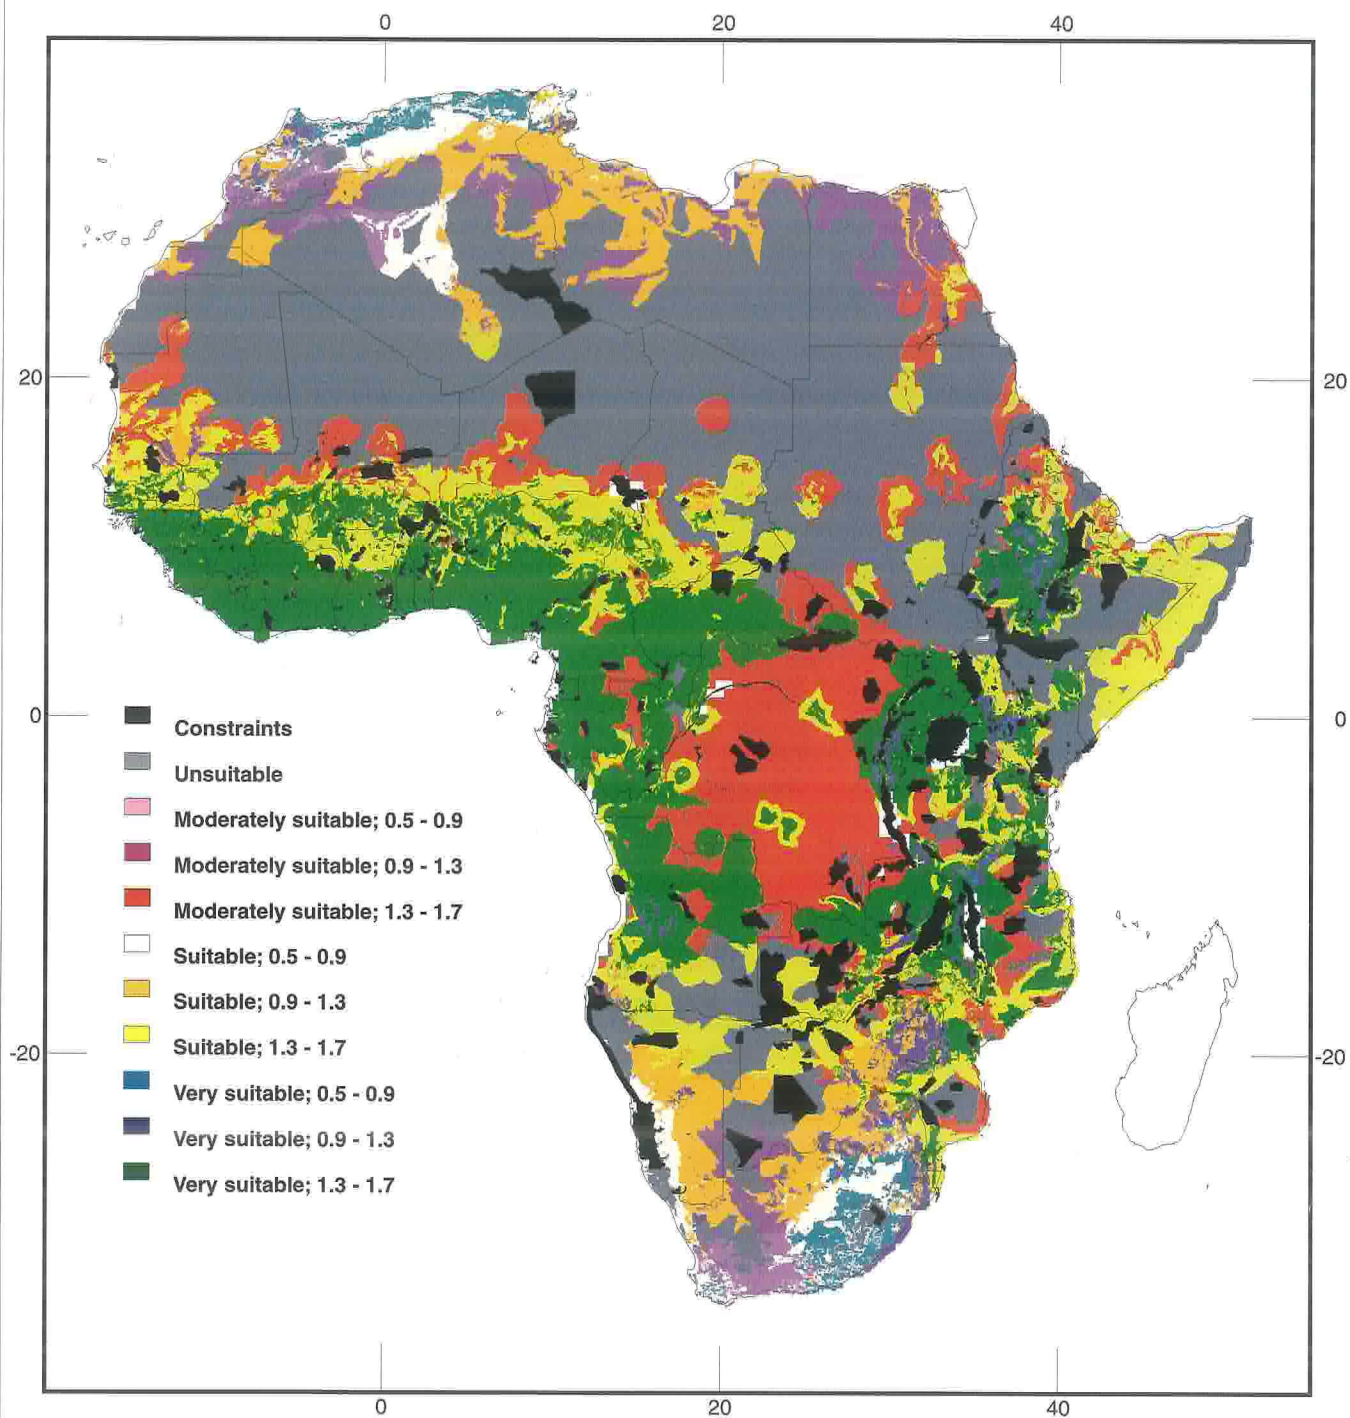 0 20 40
20 20
0 0
Constraints
Unsuitable
Moderately suitable; 0.5 - 0.9
Moderately suitable; 0.9 - 1.3
Moderately suitable; 1.3 - 1.7
Suitable; 0.5 - 0.9
Suitable; 0.9 - 1.3
Suitable; 1.3 - 1.7
-20 -20
Very suitable; 0.5 - 0.9
Very suitable; 0.9 - 1.3
Very suitable; 1.3 - 1.7
0 20 40